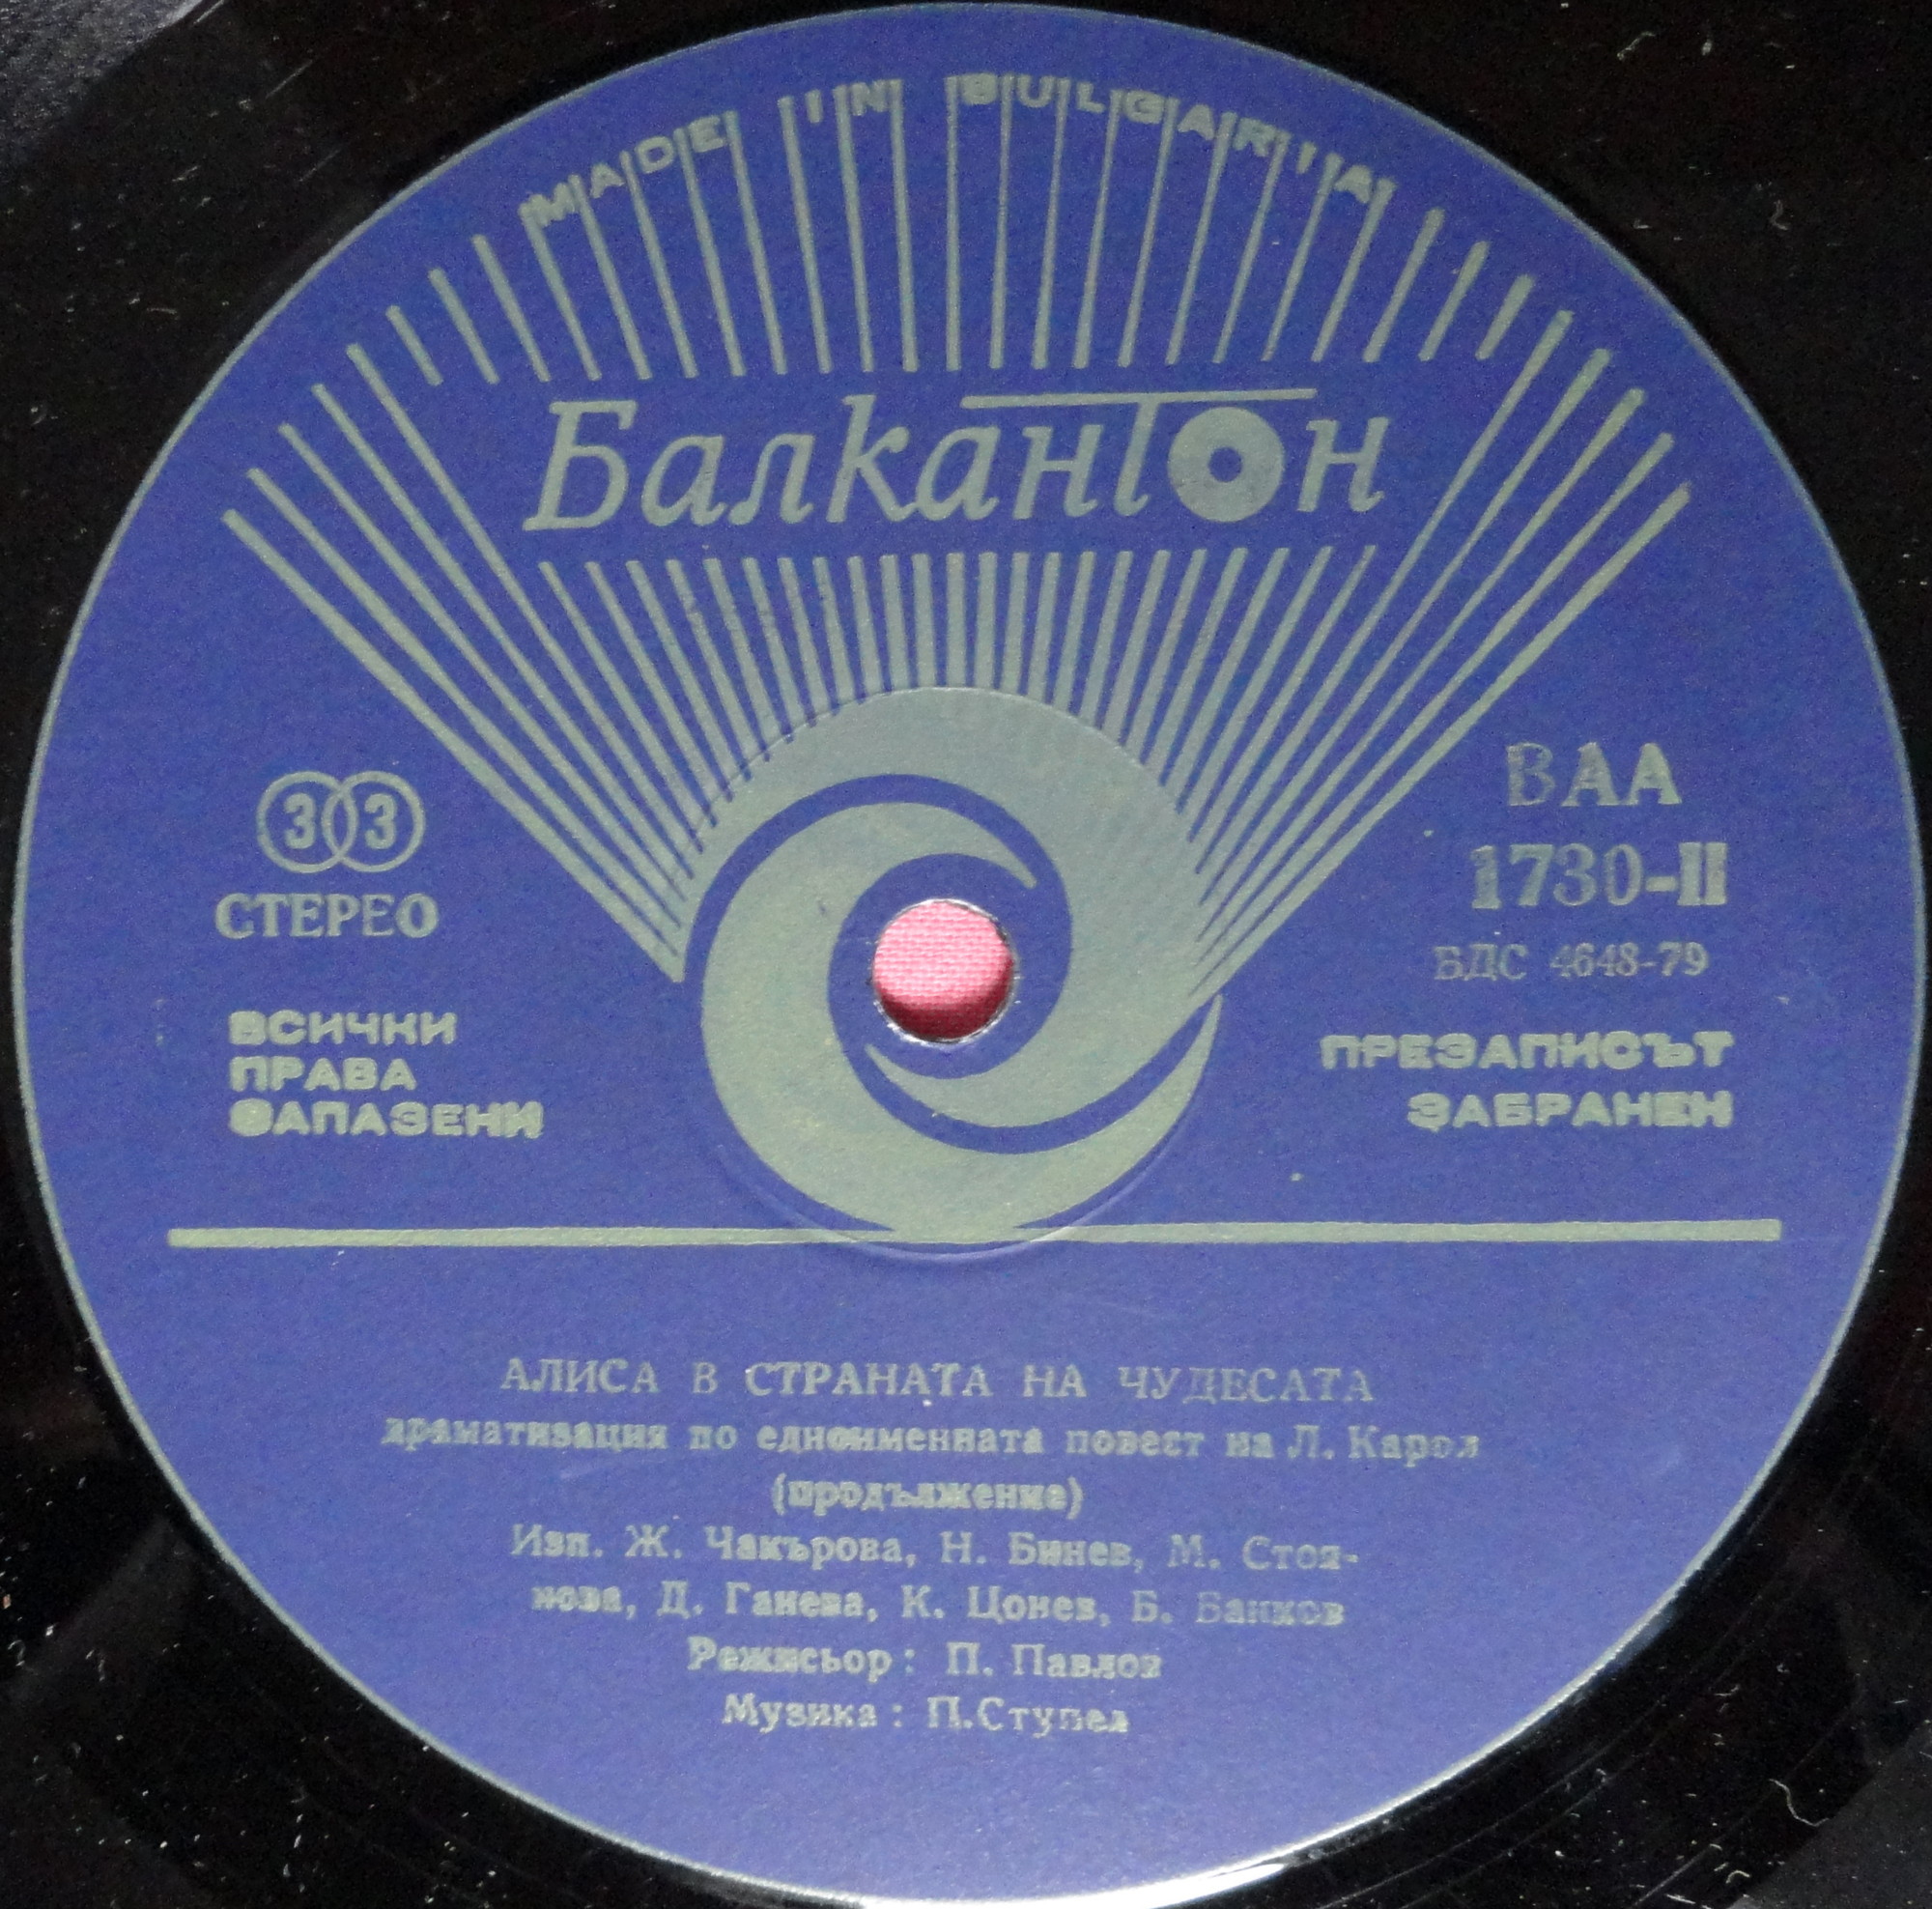 MADE IN BULGARIA
Балкантон
33
СТЕРЕО
ВАА
1730-II
БДС 4648-79
ВСИЧКИ
ПРАВА
ЗАПАЗЕНИ
ПРЕЗАПИСЪТ
ЗАБРАНЕН
АЛИСА В СТРАНАТА НА ЧУДЕСАТА
драматизация по едноименната повест на Л. Карол
(продължение)
Изп. Ж. Чакърова, Н. Бинев, М. Стоя-
нова, Д. Ганева, К. Цонев, Б. Банков
Режисьор: П. Павлов
Музика: П.Ступел